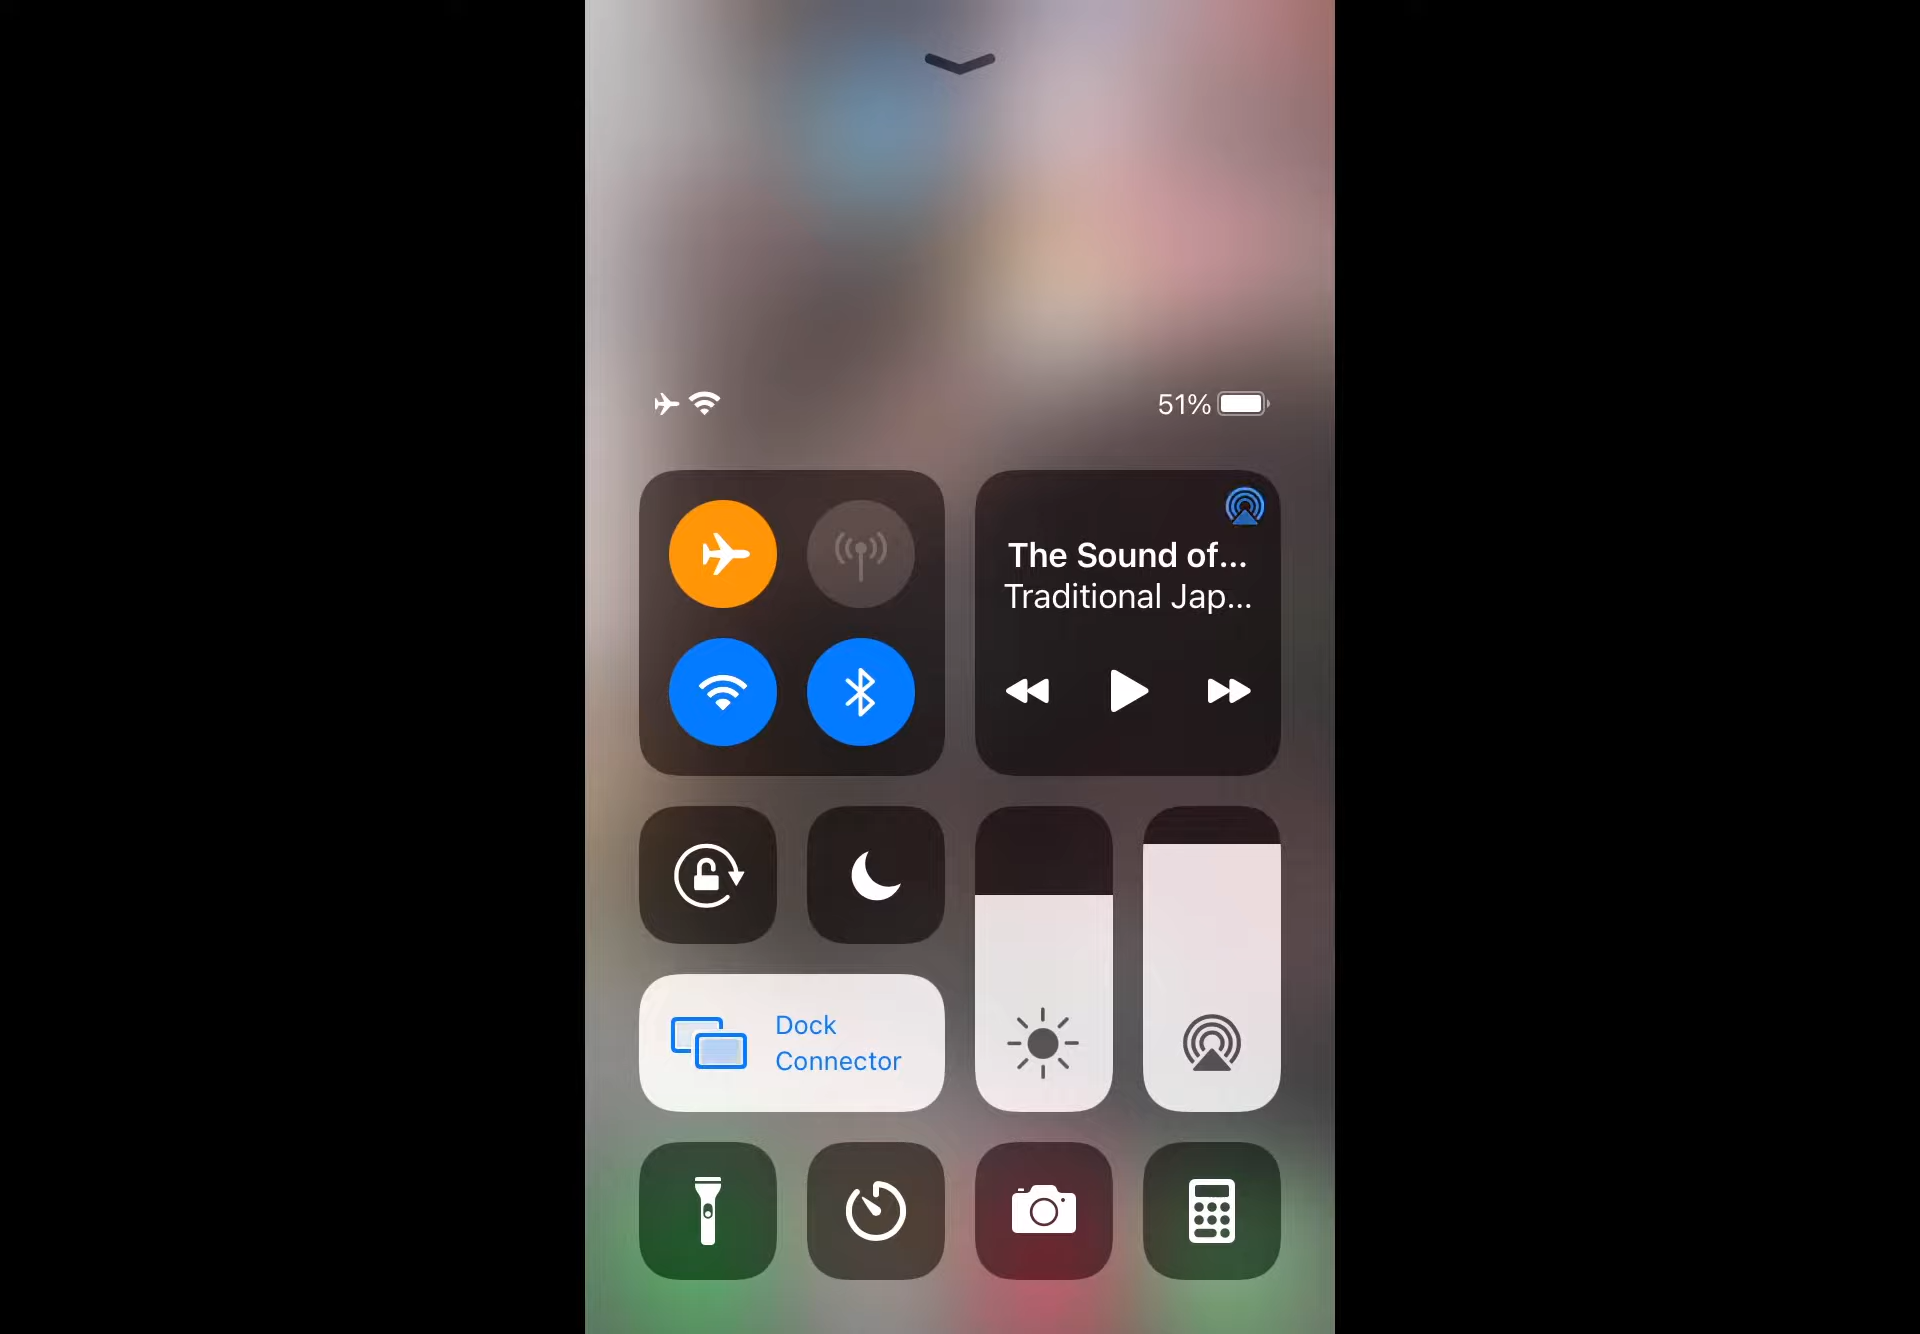 51%
The Sound of...
Traditional Jap...
Dock
Connector